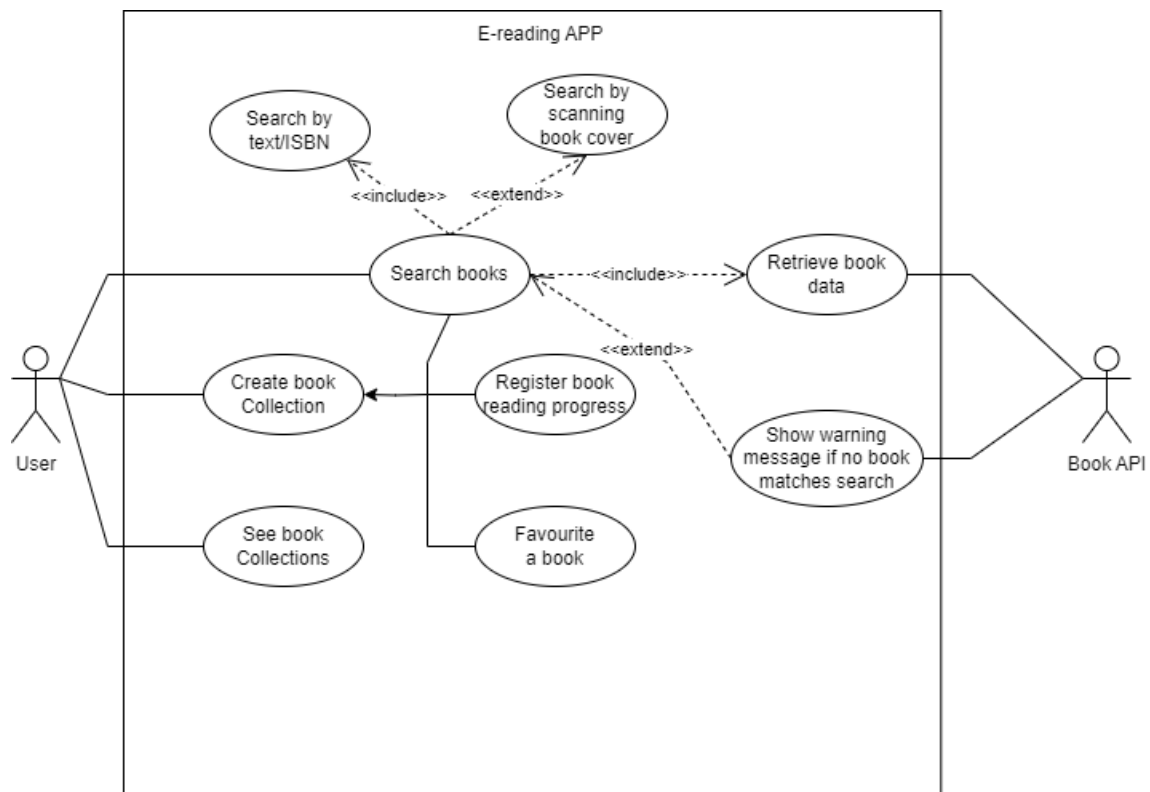 E-reading APP
Search by
text/ISBN
Search by
scanning
book cover
<<include>>
<<extend>>
Search books
<<include>>
Retrieve book
data
<<extend>>
Create book
Collection
Register book
reading progress
Show warning
message if no book
matches search
User
Book API
See book
Collections
Favourite
a book